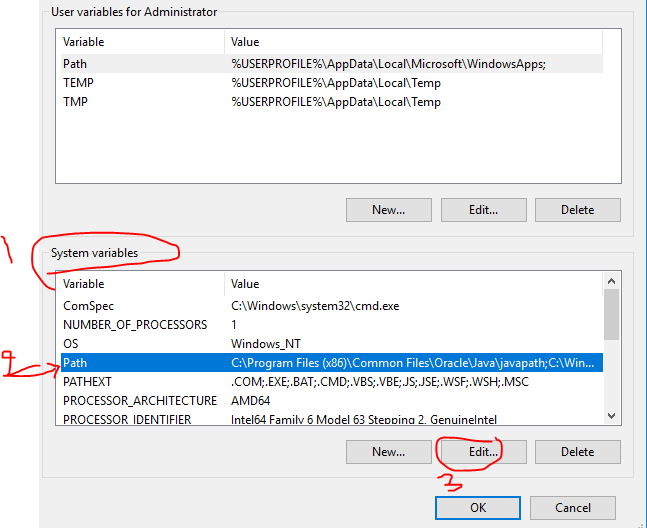 User variables for Administrator
Variable Value
Path %USERPROFILE%\AppData\Local\Microsoft\WindowsApps;
TEMP %USERPROFILE%\AppData\Local\Temp
TMP %USERPROFILE%\AppData\Local\Temp
New... Edit... Delete
1
System variables
Variable Value
ComSpec C:\Windows\system32\cmd.exe
NUMBER_OF_PROCESSORS 1
OS Windows_NT
2
Path C:\Program Files (x86)\Common Files\Oracle\Java\javapath;C:\Win...
PATHEXT .COM;.EXE;.BAT;.CMD;.VBS;.VBE;.JS;.JSE;.WSF;.WSH;.MSC
PROCESSOR_ARCHITECTURE AMD64
PROCESSOR_IDENTIFIER Intel64 Family 6 Model 63 Stepping 2, GenuineIntel
New... Edit... Delete
3
OK Cancel